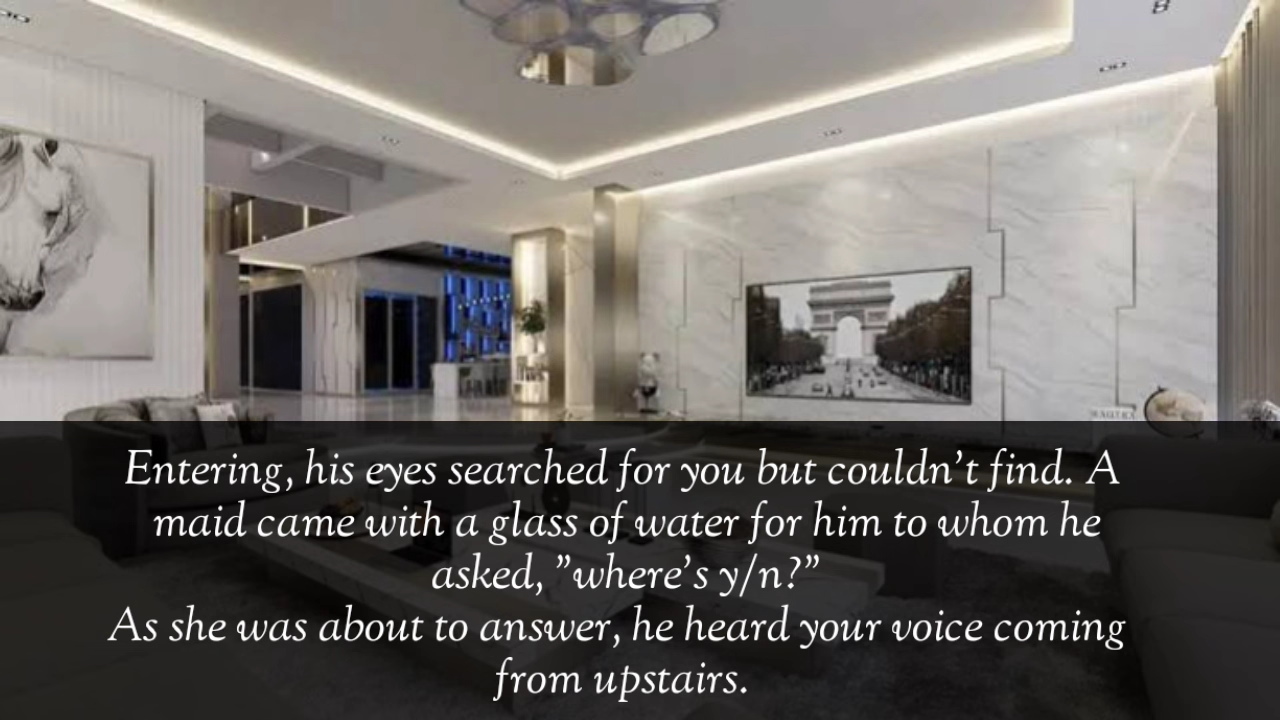 Entering, his eyes searched for you but couldn't find. A
maid came with a glass of water for him to whom he
asked, ”where's y/n?”
As she was about to answer, he heard your voice coming
from upstairs.